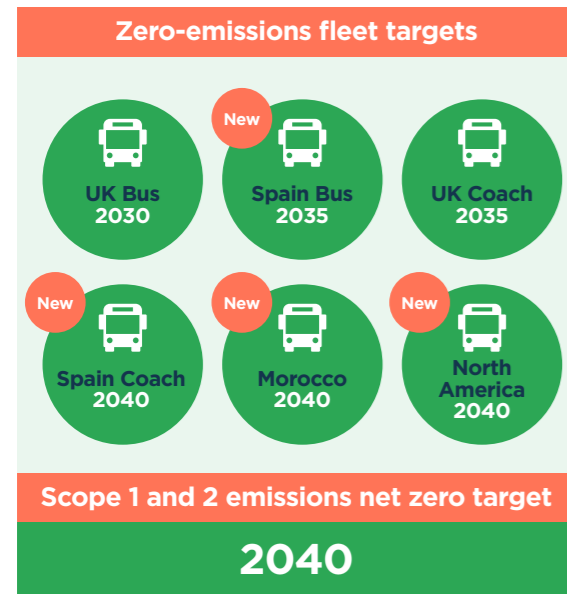 Zero-emissions fleet targets
UK Bus
2030
New
Spain Bus
2035
UK Coach
2035
New
Spain Coach
2040
New
Morocco
2040
New
North
America
2040
Scope 1 and 2 emissions net zero target
2040